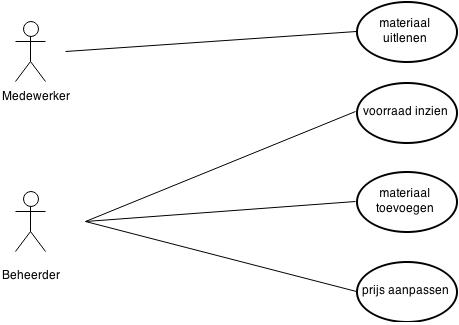 materiaal
uitlenen
Medewerker
voorraad inzien
materiaal
toevoegen
Beheerder
prijs aanpassen